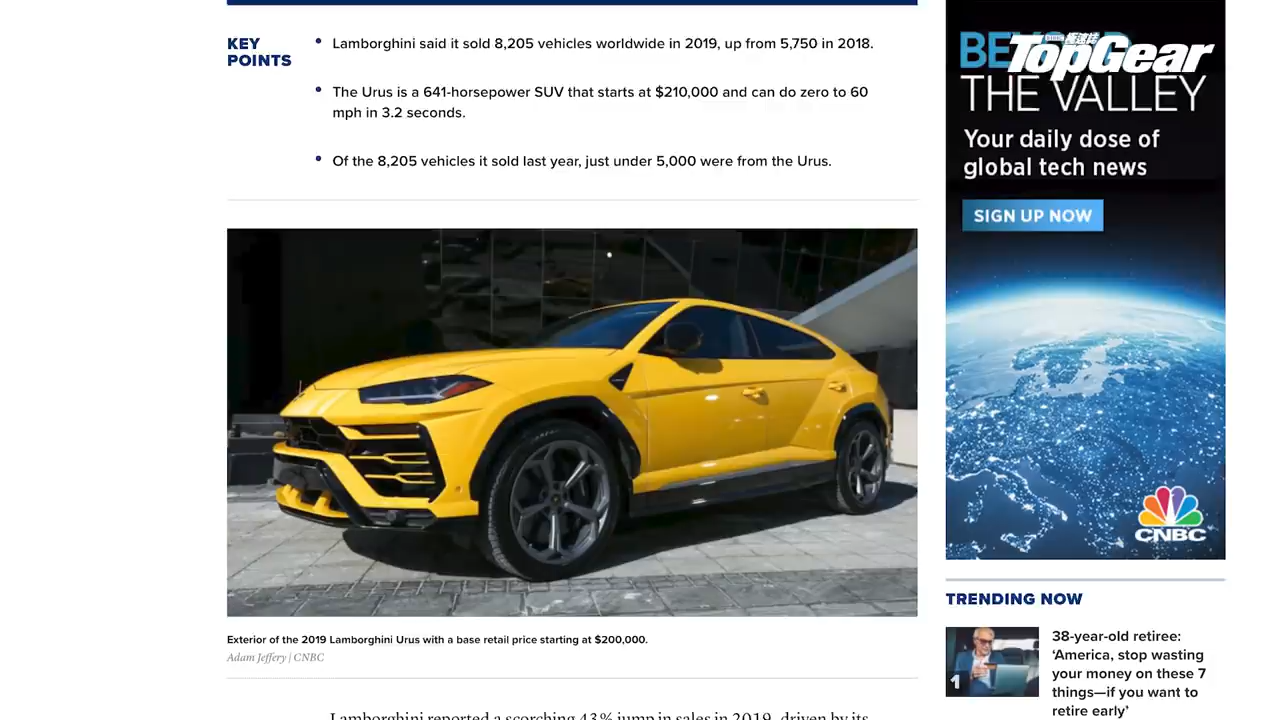 KEY
POINTS
Lamborghini said it sold 8,205 vehicles worldwide in 2019, up from 5,750 in 2018.
The Urus is a 641-horsepower SUV that starts at $210,000 and can do zero to 60
mph in 3.2 seconds.
Of the 8,205 vehicles it sold last year, just under 5,000 were from the Urus.
Exterior of the 2019 Lamborghini Urus with a base retail price starting at $200,000.
Adam Jeffery | CNBC
Lamborghini reported a scorching 43% jump in sales in 2019, driven by its
TopGear
THE VALLEY
Your daily dose of
global tech news
SIGN UP NOW
CNBC
TRENDING NOW
1
38-year-old retiree:
‘America, stop wasting
your money on these 7
things—if you want to
retire early’